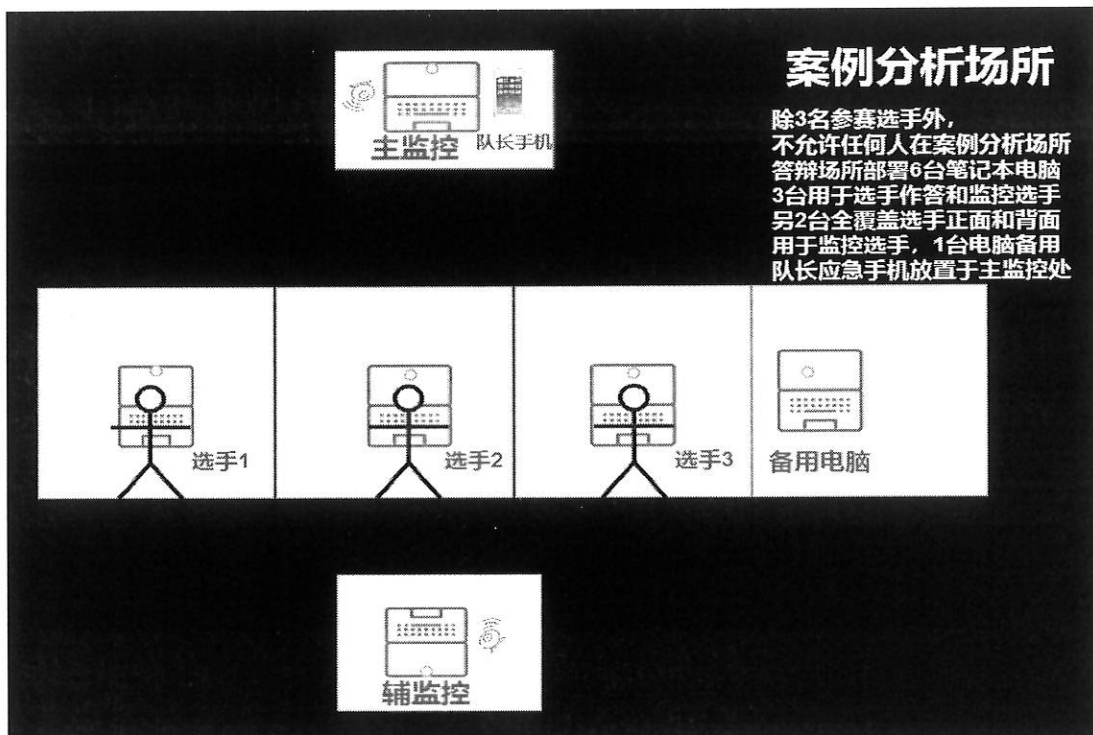 案例分析场所
除3名参赛选手外，
不允许任何人在案例分析场所
答辩场所部署6台笔记本电脑
3台用于选手作答和监控选手
另2台全覆盖选手正面和背面
用于监控选手，1台电脑备用
队长应急手机放置于主监控处
主监控
队长手机
选手1
选手2
选手3
备用电脑
辅监控